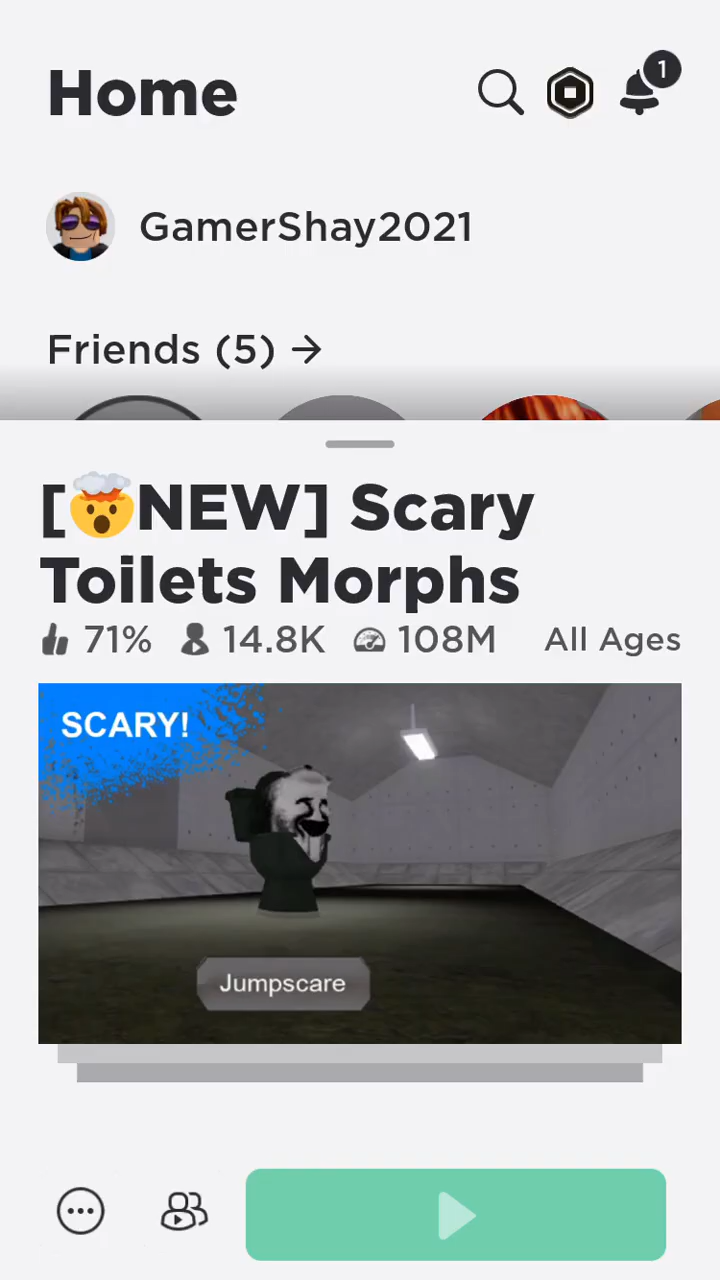 Home
1
GamerShay2021
Friends (5) →
[🤯NEW] Scary
Toilets Morphs
71% 14.8K 108M All Ages
SCARY!
Jumpscare